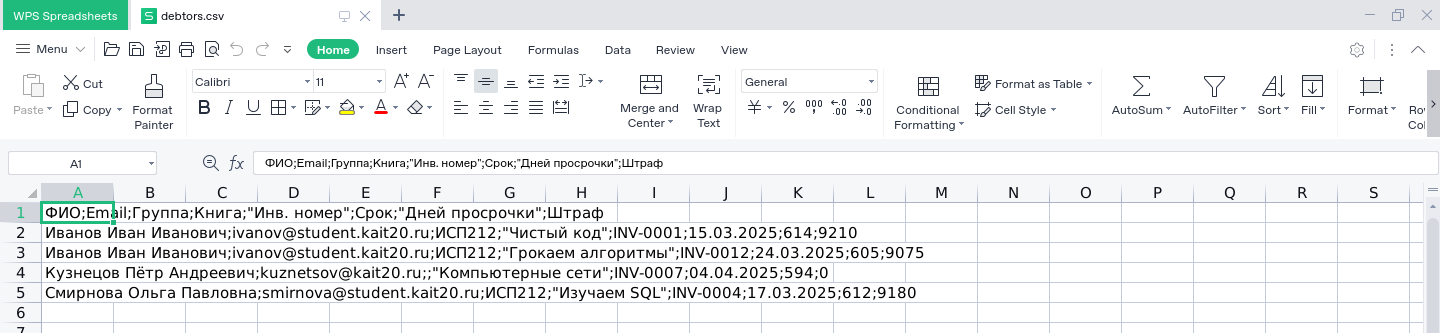 WPS Spreadsheets
S debtors.csv
Menu Home Insert Page Layout Formulas Data Review View
Paste Cut Copy Format Painter
Calibri 11 A+ A-
B I U A
Merge and Center Wrap Text
General
% 000 +.0 .00 .00 +.0
Conditional Formatting Format as Table Cell Style
AutoSum AutoFilter Sort Fill Format
A1 fx ФИО;Email;Группа;Книга;"Инв. номер";Срок;"Дней просрочки";Штраф
A B C D E F G H I J K L M N O P Q R S
1 ФИО;Email;Группа;Книга;"Инв. номер";Срок;"Дней просрочки";Штраф
2 Иванов Иван Иванович;ivanov@student.kait20.ru;ИСП212;"Чистый код";INV-0001;15.03.2025;614;9210
3 Иванов Иван Иванович;ivanov@student.kait20.ru;ИСП212;"Грокаем алгоритмы";INV-0012;24.03.2025;605;9075
4 Кузнецов Пётр Андреевич;kuznetsov@kait20.ru;;"Компьютерные сети";INV-0007;04.04.2025;594;0
5 Смирнова Ольга Павловна;smirnova@student.kait20.ru;ИСП212;"Изучаем SQL";INV-0004;17.03.2025;612;9180
6
7